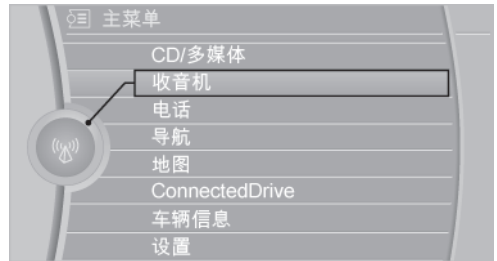 主菜单
CD/多媒体
收音机
电话
导航
地图
ConnectedDrive
车辆信息
设置